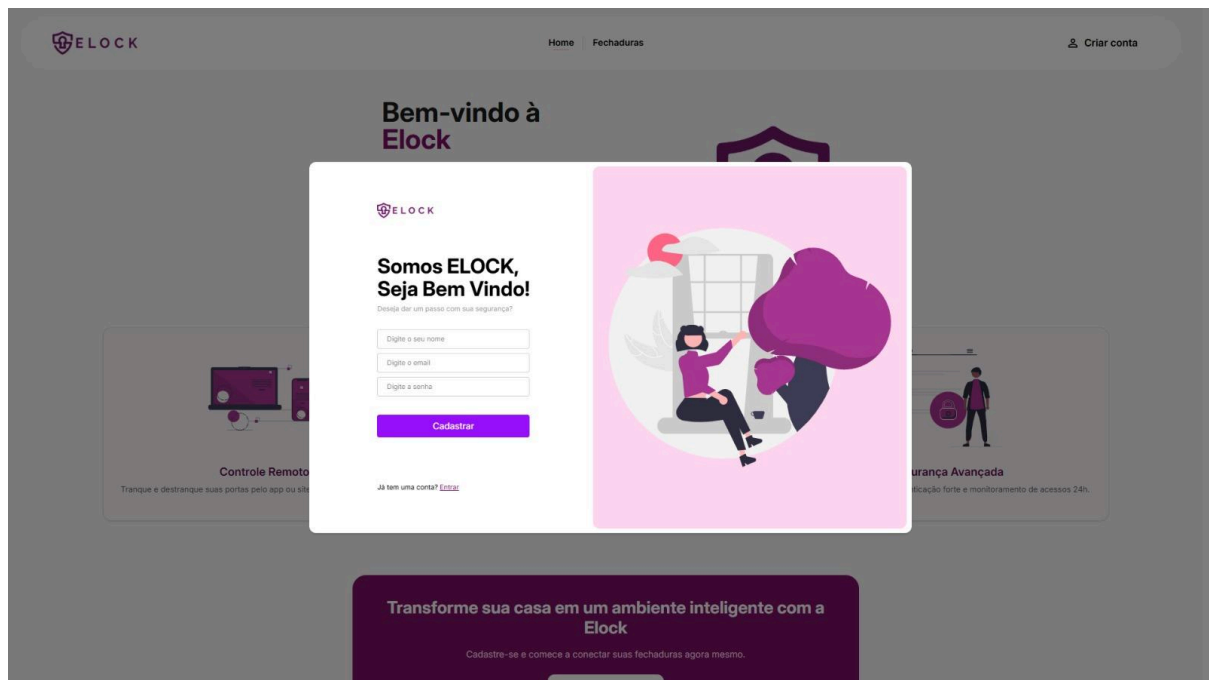 ELOCK
Home
Fechaduras
Criar conta
Bem-vindo à
Elock
ELOCK
Somos ELOCK,
Seja Bem Vindo!
Deseja dar um passo com sua segurança?
Digite o seu nome
Digite o email
Digite a senha
Cadastrar
Já tem uma conta? Entrar
Controle Remoto
Tranque e destranque suas portas pelo app ou site
urança Avançada
ticação forte e monitoramento de acessos 24h.
Transforme sua casa em um ambiente inteligente com a
Elock
Cadastre-se e comece a conectar suas fechaduras agora mesmo.